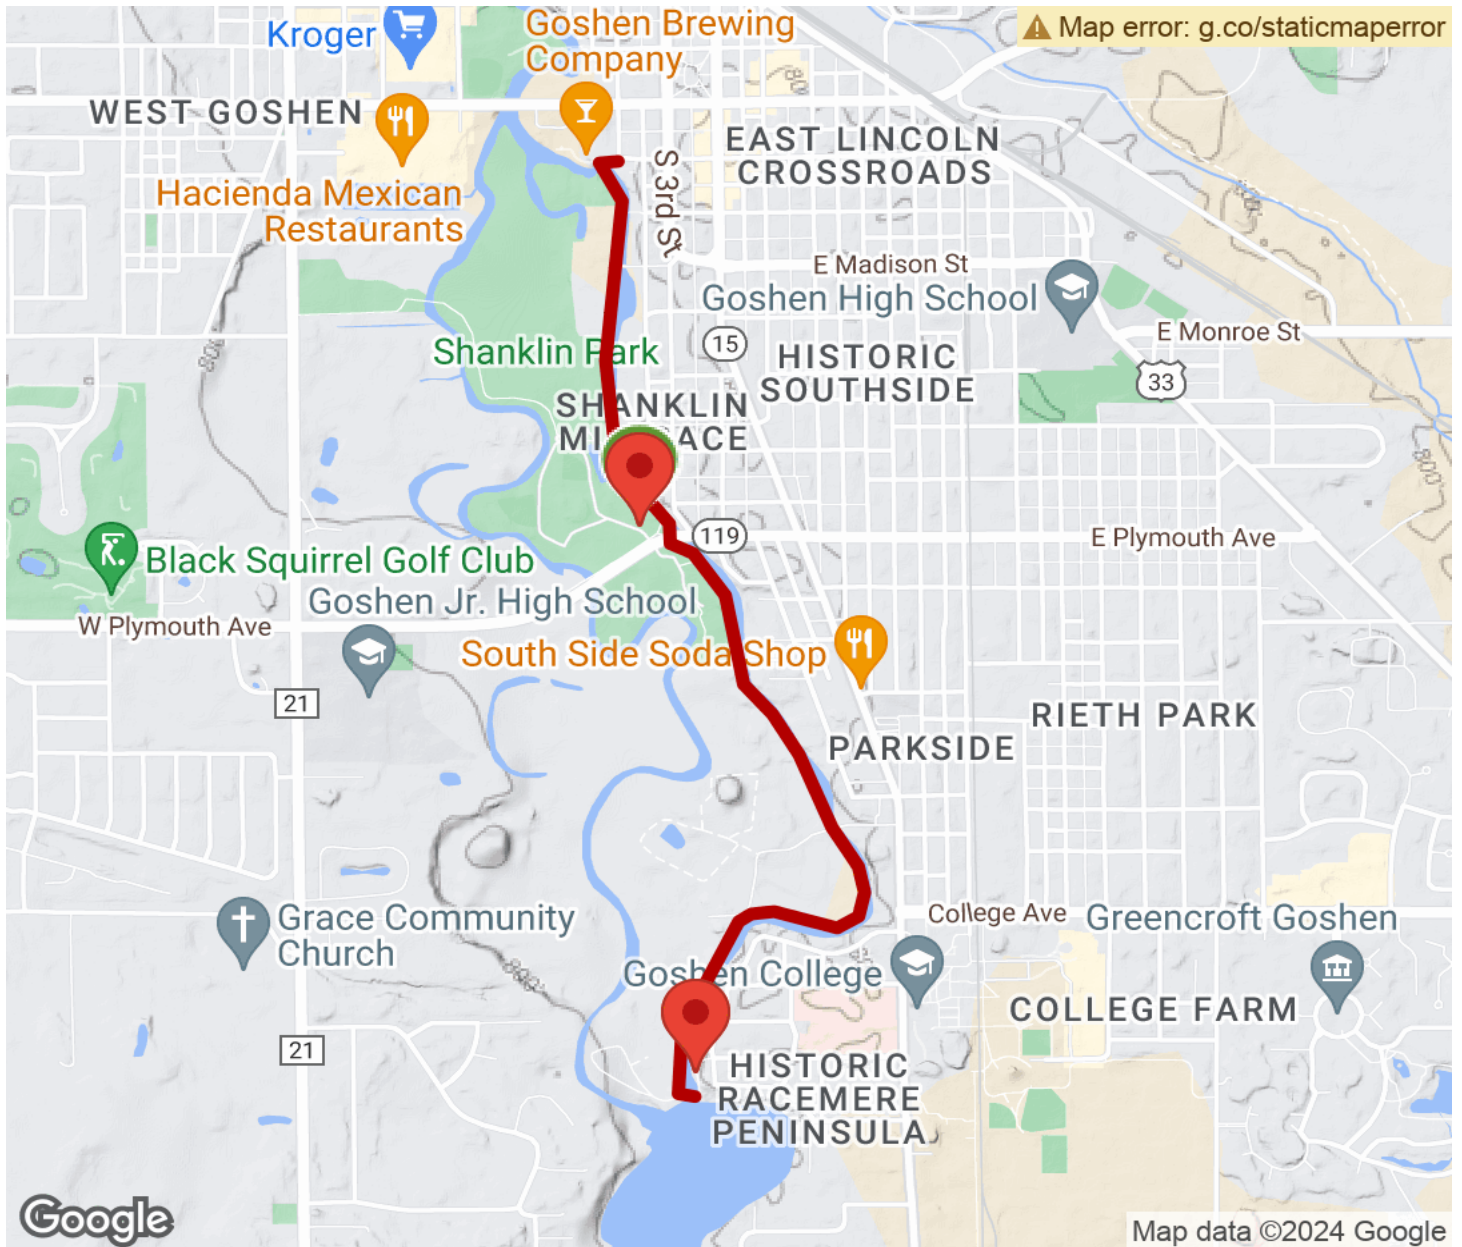 Kroger
Goshen Brewing
Company
Map error: g.co/staticmaperror
WEST GOSHEN
EAST LINCOLN
CROSSROADS
Hacienda Mexican
Restaurants
S 3rd St
E Madison St
Goshen High School
E Monroe St
Shanklin Park
15
HISTORIC
SOUTHSIDE
33
SHANKLIN
800
119
E Plymouth Ave
Black Squirrel Golf Club
Goshen Jr. High School
W Plymouth Ave
South Side Soda Shop
21
RIETH PARK
PARKSIDE
College Ave
Greencroft Goshen
Grace Community
Church
Goshen College
COLLEGE FARM
21
HISTORIC
RACEMERE
PENINSULA
Google
Map data ©2024 Google